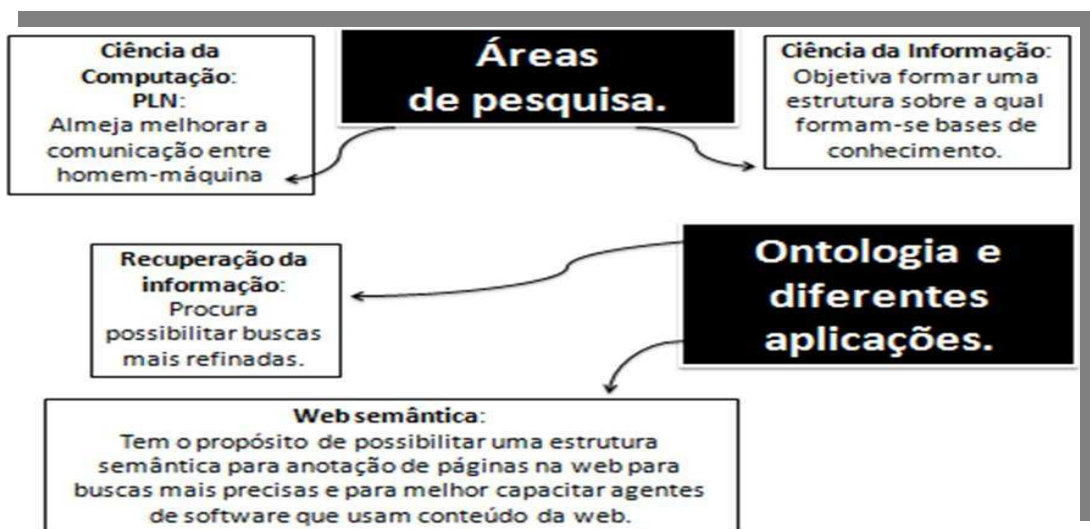 Ciência da
Computação:
PLN:
Almeja melhorar a
comunicação entre
homem-máquina
Áreas
de pesquisa.
Ciência da Informação:
Objetiva formar uma
estrutura sobre a qual
formam-se bases de
conhecimento.
Recuperação da
informação:
Procura
possibilitar buscas
mais refinadas.
Ontologia e
diferentes
aplicações.
Web semântica:
Tem o propósito de possibilitar uma estrutura
semântica para anotação de páginas na web para
buscas mais precisas e para melhor capacitar agentes
de software que usam conteúdo da web.